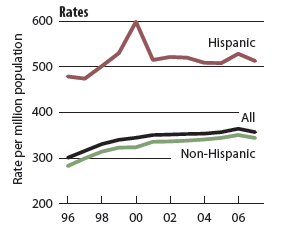 Rates
Rate per million population
600
500
400
300
200
Hispanic
All
Non-Hispanic
96 98 00 02 04 06